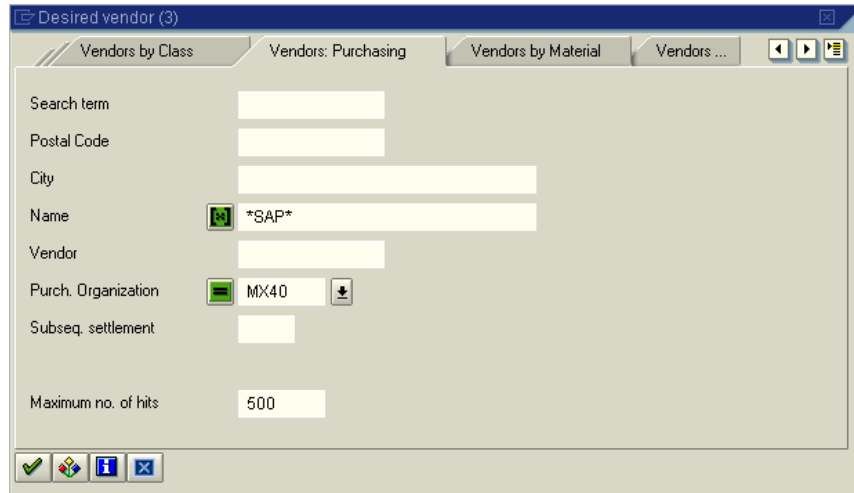 Desired vendor (3)
Vendors by Class Vendors: Purchasing Vendors by Material Vendors ...
Search term
Postal Code
City
Name *SAP*
Vendor
Purch. Organization MX40
Subseq. settlement
Maximum no. of hits 500